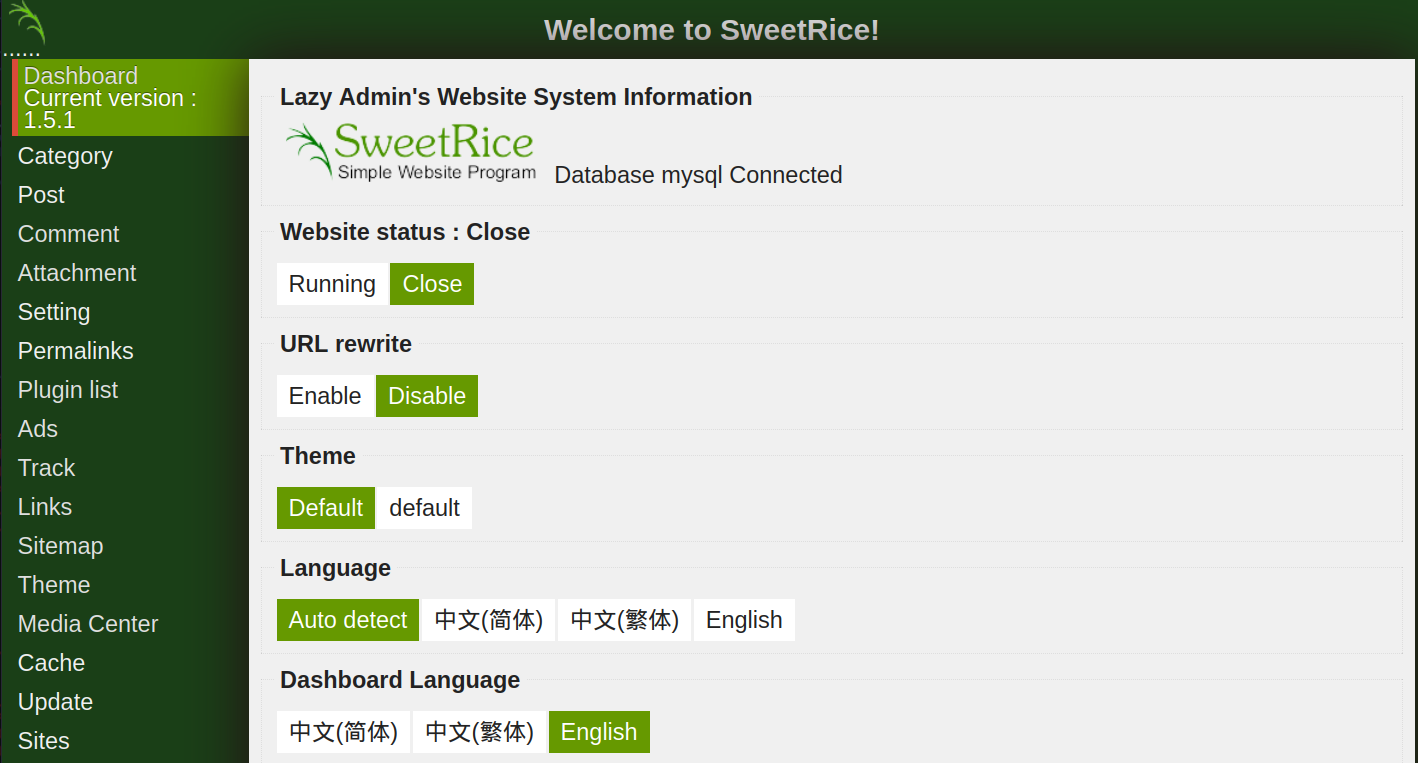 Welcome to SweetRice!
......
Dashboard
Current version :
1.5.1
Category
Post
Comment
Attachment
Setting
Permalinks
Plugin list
Ads
Track
Links
Sitemap
Theme
Media Center
Cache
Update
Sites
Lazy Admin's Website System Information
SweetRice
Simple Website Program
Database mysql Connected
Website status : Close
Running Close
URL rewrite
Enable Disable
Theme
Default default
Language
Auto detect 中文(简体) 中文(繁体) English
Dashboard Language
中文(简体) 中文(繁体) English